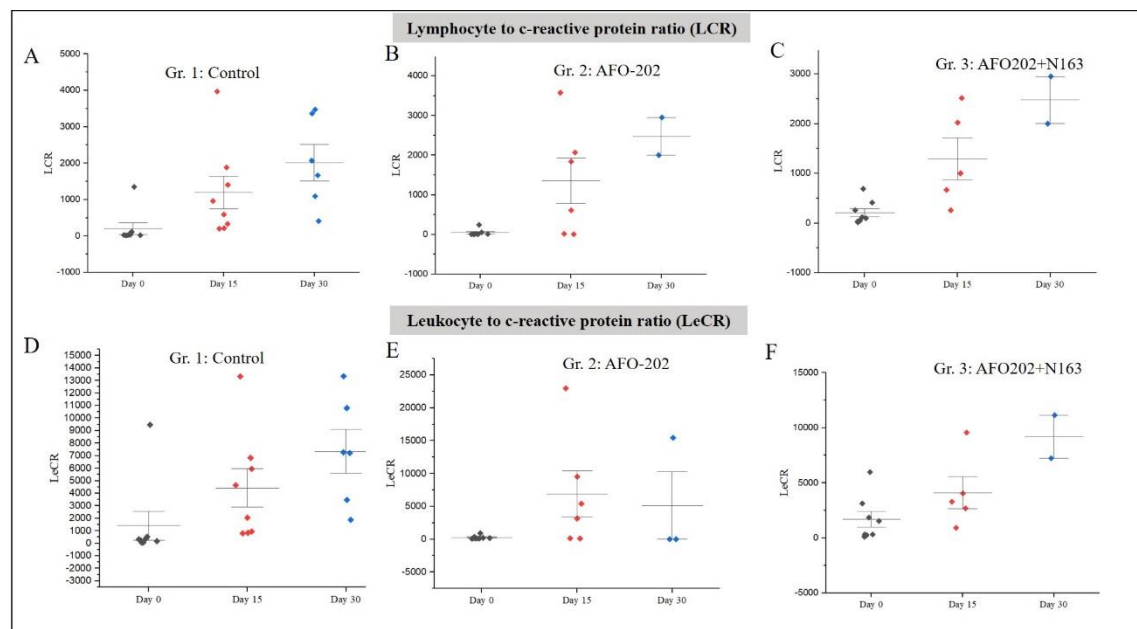 Lymphocyte to c-reactive protein ratio (LCR)
A
Gr. 1: Control
5000
4000
3000
2000
1000
0
-1000
LCR
Day 0
Day 15
Day 30
B
Gr. 2: AFO-202
4000
3000
2000
1000
0
-1000
LCR
Day 0
Day 15
Day 30
C
Gr. 3: AFO202+N163
3000
2000
1000
0
-1000
LCR
Day 0
Day 15
Day 30
Leukocyte to c-reactive protein ratio (LeCR)
D
Gr. 1: Control
15000
14000
13000
12000
11000
10000
9000
8000
7000
6000
5000
4000
3000
2000
1000
0
-1000
-2000
-3000
LeCR
Day 0
Day 15
Day 30
E
Gr. 2: AFO-202
25000
20000
15000
10000
5000
0
-5000
LeCR
Day 0
Day 15
Day 30
F
Gr. 3: AFO202+N163
15000
10000
5000
0
-5000
LeCR
Day 0
Day 15
Day 30